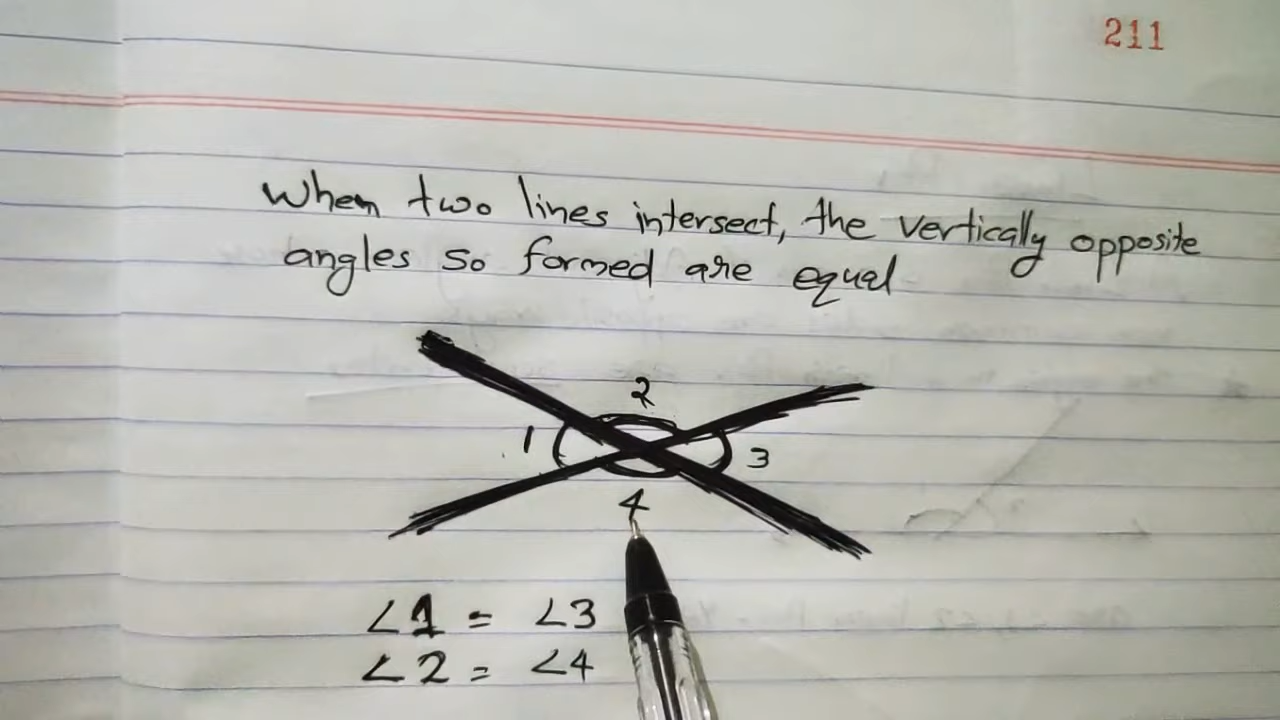 211
When two lines intersect, the vertically opposite
angles so formed are equal
2
1
3
4
∠1 = ∠3
∠2 = ∠4